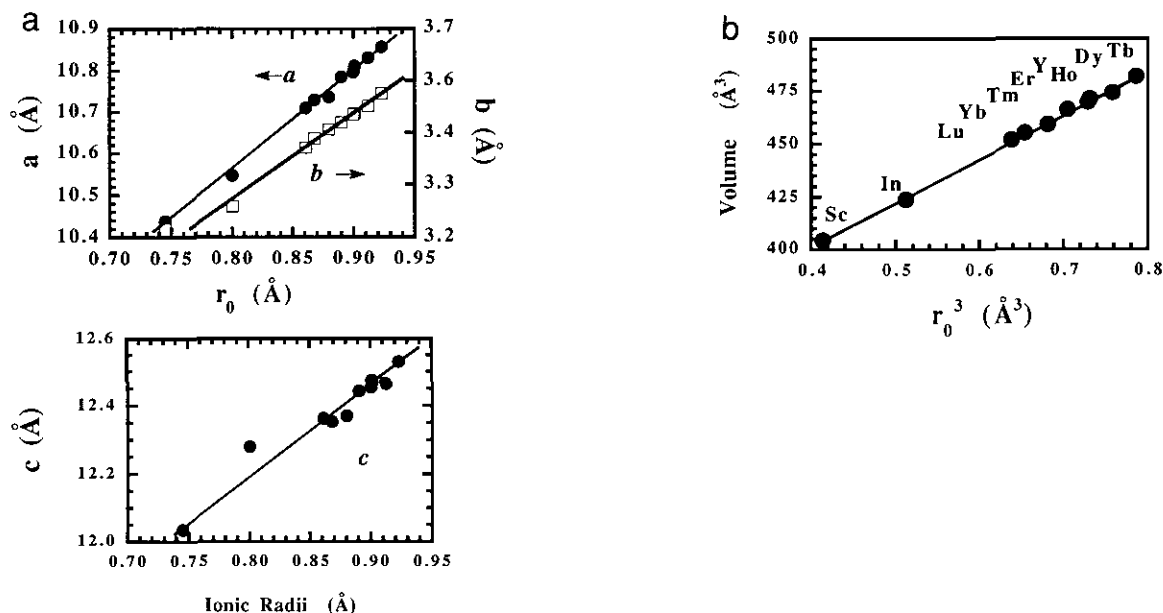 a
10.9
10.8
10.7
10.6
10.5
10.4
a (Å)
a
b
3.7
3.6
3.5
3.4
3.3
3.2
b (Å)
0.70 0.75 0.80 0.85 0.90 0.95
r0 (Å)
12.6
12.4
12.2
12.0
c (Å)
c
0.70 0.75 0.80 0.85 0.90 0.95
Ionic Radii (Å)
b
500
475
450
425
400
Volume (Å3)
Sc
In
Lu
Yb
Tm
Er
Y
Ho
Dy
Tb
0.4 0.5 0.6 0.7 0.8
r0 3 (Å3)